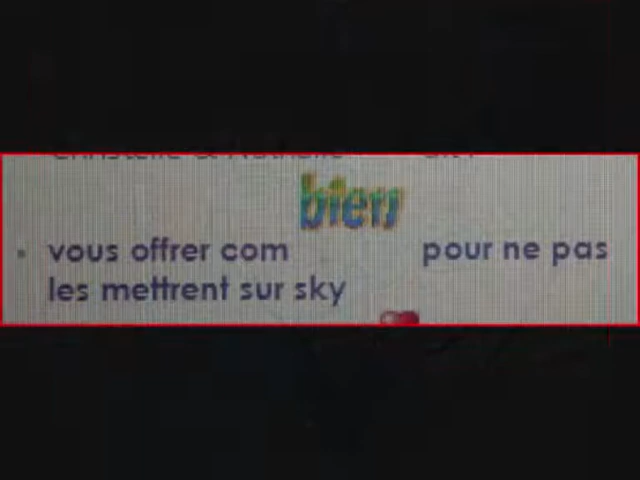 bien
vous offrer com pour ne pas
les mettrent sur sky